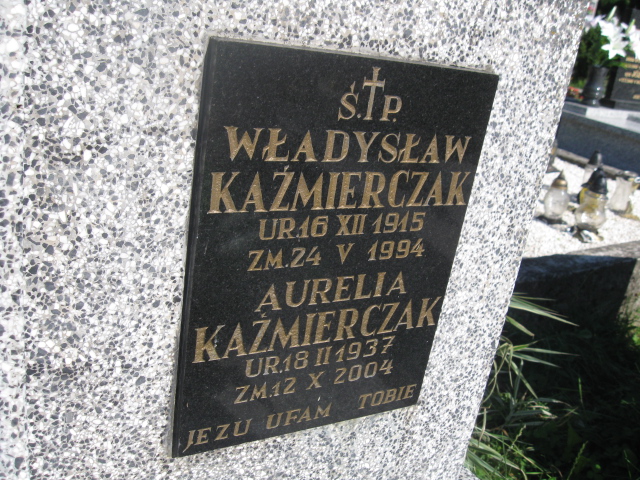 Ś.†P.
WŁADYSŁAW
KAŹMIERCZAK
UR.16 XII 1915
ZM.24 V 1994
AURELIA
KAŹMIERCZAK
UR.18 II 1937
ZM.12 X 2004
JEZU UFAM TOBIE